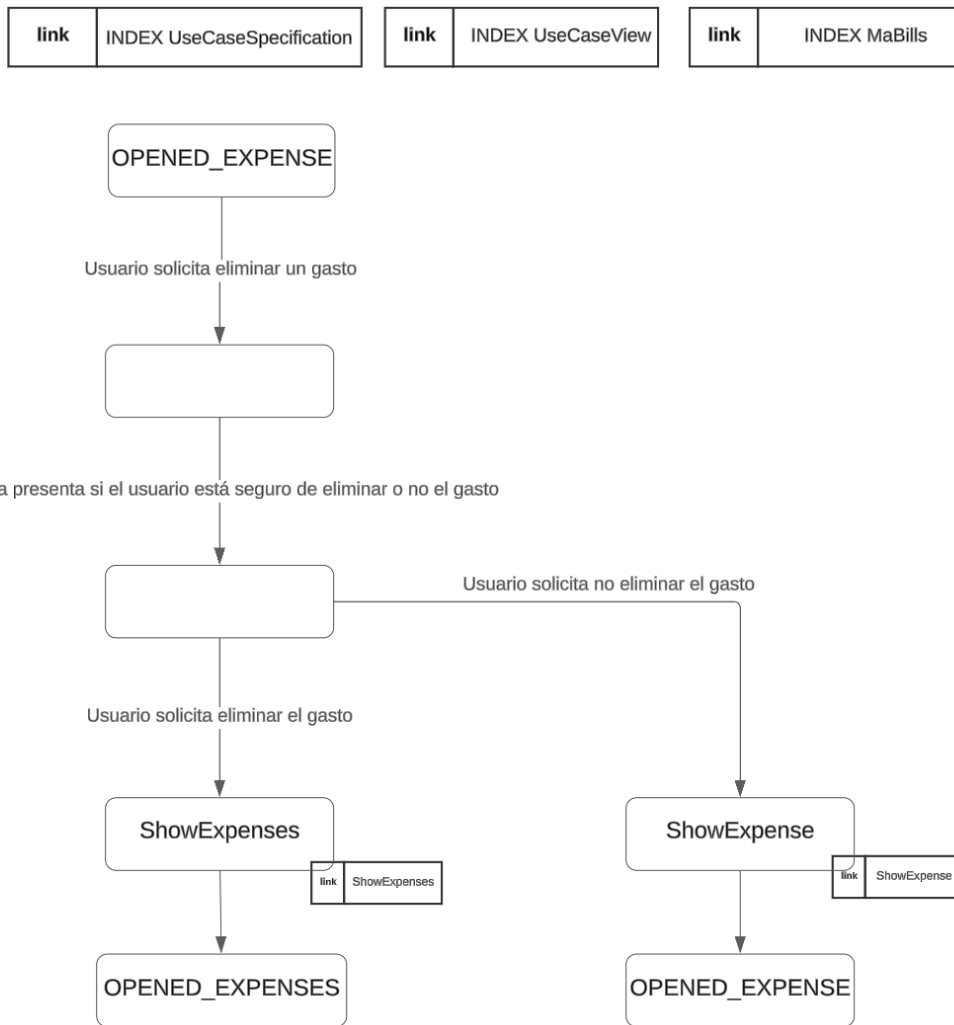 link
INDEX UseCaseSpecification
link
INDEX UseCaseView
link
INDEX MaBills
OPENED_EXPENSE
Usuario solicita eliminar un gasto
a presenta si el usuario está seguro de eliminar o no el gasto
Usuario solicita no eliminar el gasto
Usuario solicita eliminar el gasto
ShowExpenses
link
ShowExpenses
ShowExpense
link
ShowExpense
OPENED_EXPENSES
OPENED_EXPENSE